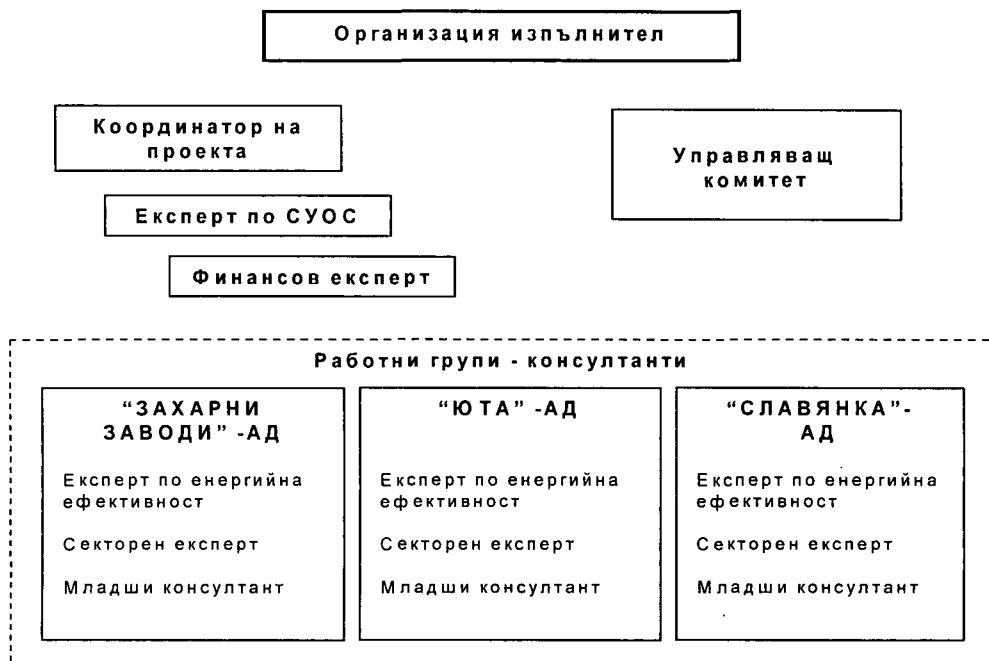 Организация изпълнител
Координатор на
проекта
Управляващ
комитет
Експерт по СУОС
Финансов експерт
Работни групи - консултанти
“ЗАХАРНИ
ЗАВОДИ” -АД
Експерт по енергийна
ефективност
Секторен експерт
Младши консултант
“ЮТА” -АД
Експерт по енергийна
ефективност
Секторен експерт
Младши консултант
“СЛАВЯНКА”-
АД
Експерт по енергийна
ефективност
Секторен експерт
Младши консултант